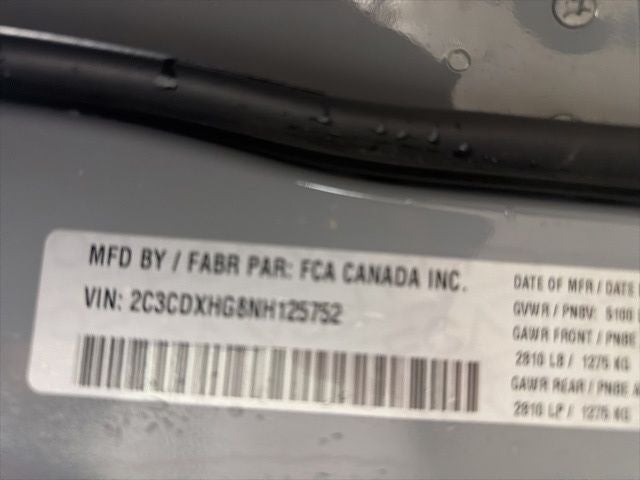 MFD BY / FABR PAR: FCA CANADA INC.
VIN: 2C3CDXHG8NH125752
DATE OF MFR / DATE
GVWR / PNBV: 5100
GAWR FRONT / PNBE
2810 LB / 1275 KG
GAWR REAR / PNBE
2810 LP / 1275 KG